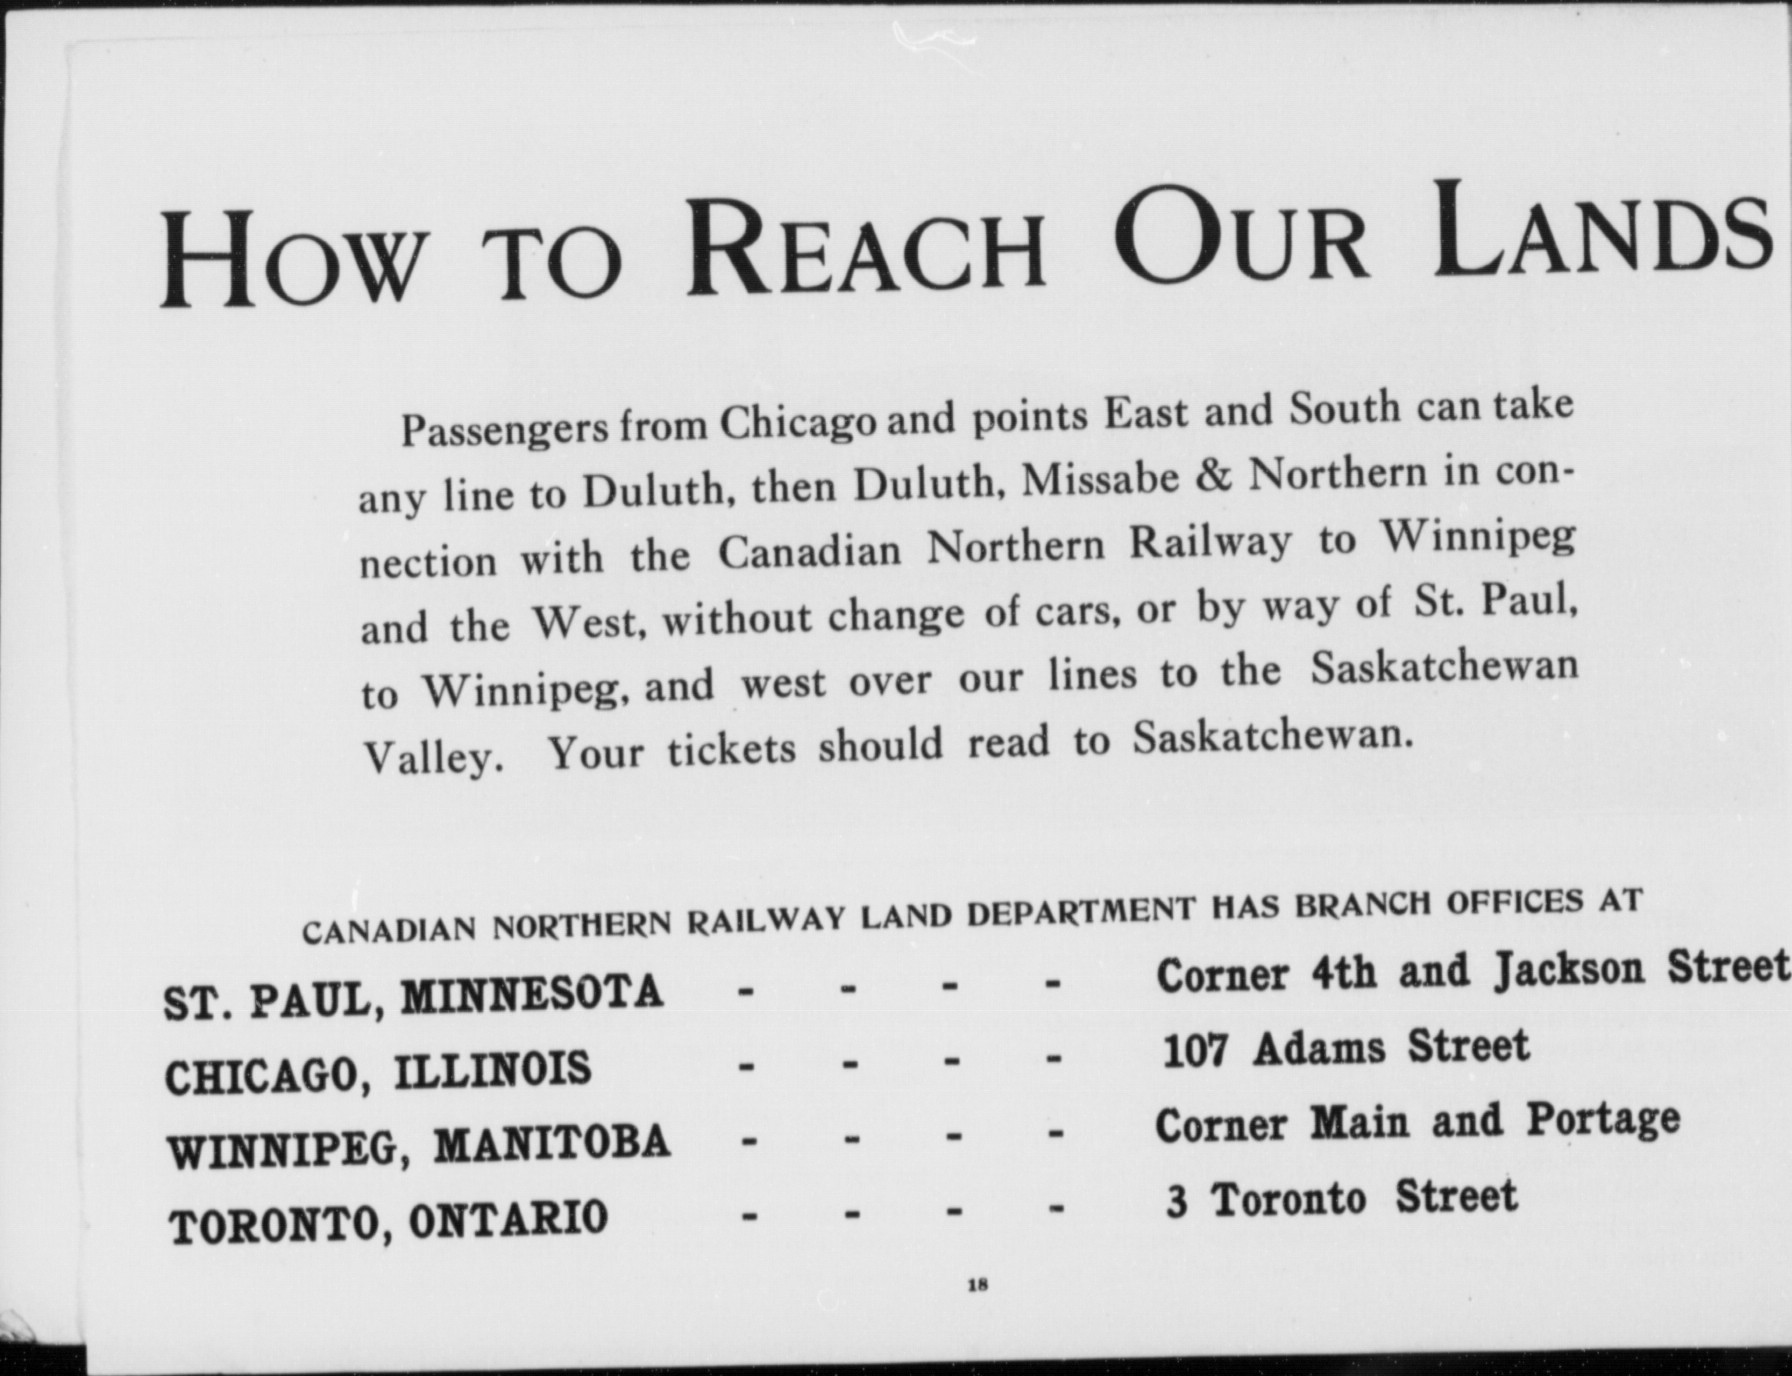 HOW TO REACH OUR LANDS
Passengers from Chicago and points East and South can take
any line to Duluth, then Duluth, Missabe & Northern in con-
nection with the Canadian Northern Railway to Winnipeg
and the West, without change of cars, or by way of St. Paul,
to Winnipeg, and west over our lines to the Saskatchewan
Valley. Your tickets should read to Saskatchewan.
CANADIAN NORTHERN RAILWAY LAND DEPARTMENT HAS BRANCH OFFICES AT
ST. PAUL, MINNESOTA - - - - Corner 4th and Jackson Street
CHICAGO, ILLINOIS - - - - 107 Adams Street
WINNIPEG, MANITOBA - - - - Corner Main and Portage
TORONTO, ONTARIO - - - - 3 Toronto Street
18